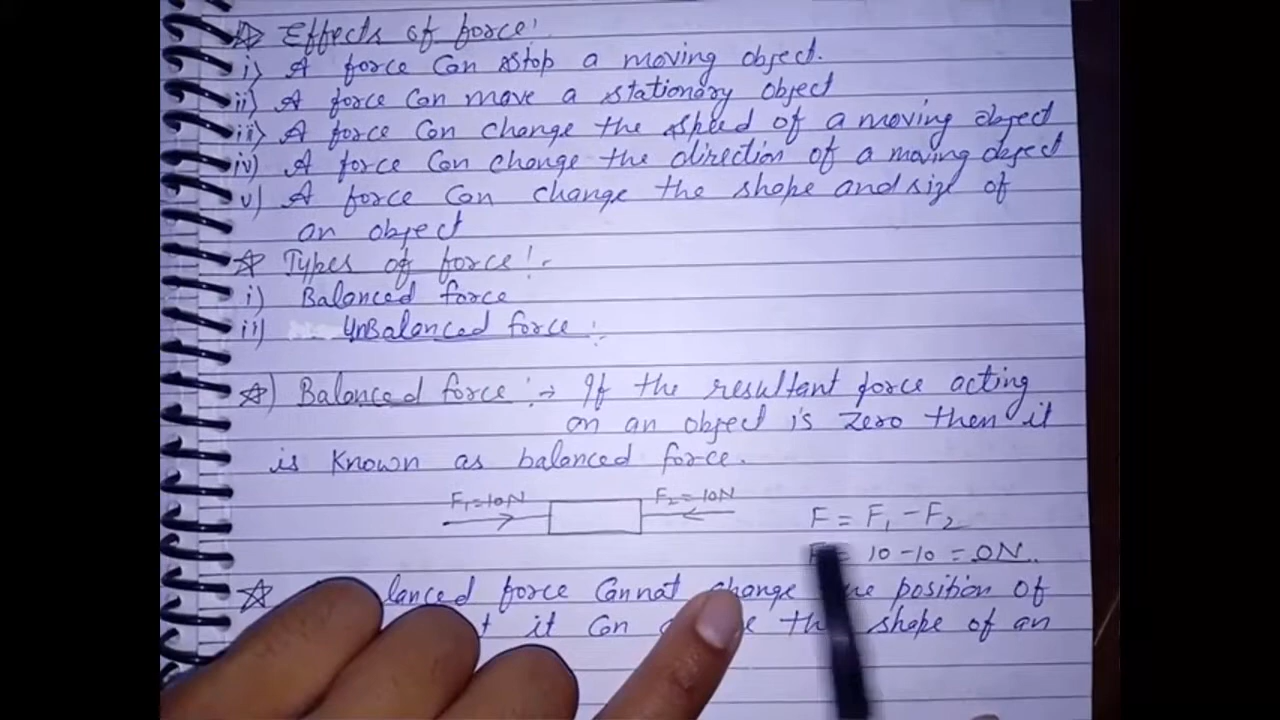 ☆ Effects of force:
i) A force Can stop a moving object.
ii) A force Can move a stationary object
iii) A force Can change the speed of a moving object
iv) A force Can change the direction of a moving object
v) A force Can change the shape and size of
an object
☆ Types of force:-
i) Balanced force
ii) UnBalanced force:
☆) Balanced force :→ If the resultant force acting
on an object is zero then it
is Known as balanced force.
F₁=10N F₂=10N
F = F₁ - F₂
= 10-10 = 0N.
☆ force Cannot change position of
it Can the shape of an